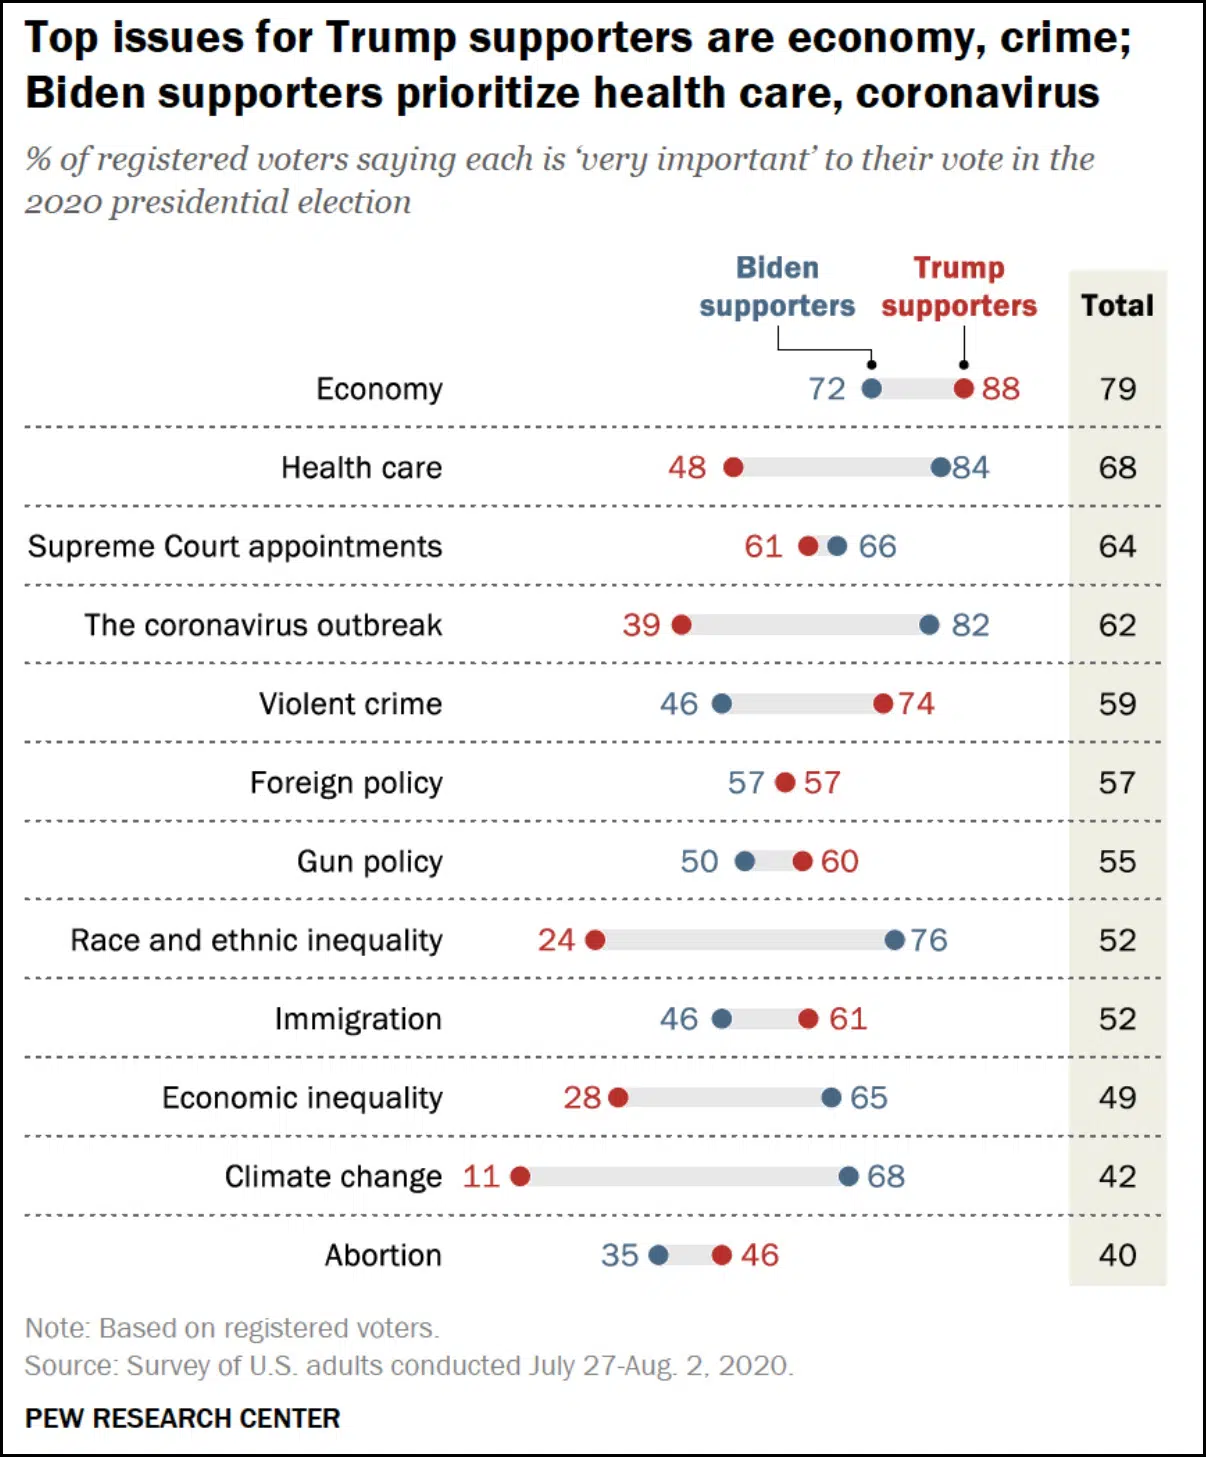 Top issues for Trump supporters are economy, crime;
Biden supporters prioritize health care, coronavirus
% of registered voters saying each is ‘very important’ to their vote in the
2020 presidential election
Biden supporters
Trump supporters
Total
Economy 72 88 79
Health care 48 84 68
Supreme Court appointments 61 66 64
The coronavirus outbreak 39 82 62
Violent crime 46 74 59
Foreign policy 57 57 57
Gun policy 50 60 55
Race and ethnic inequality 24 76 52
Immigration 46 61 52
Economic inequality 28 65 49
Climate change 11 68 42
Abortion 35 46 40
Note: Based on registered voters.
Source: Survey of U.S. adults conducted July 27-Aug. 2, 2020.
PEW RESEARCH CENTER